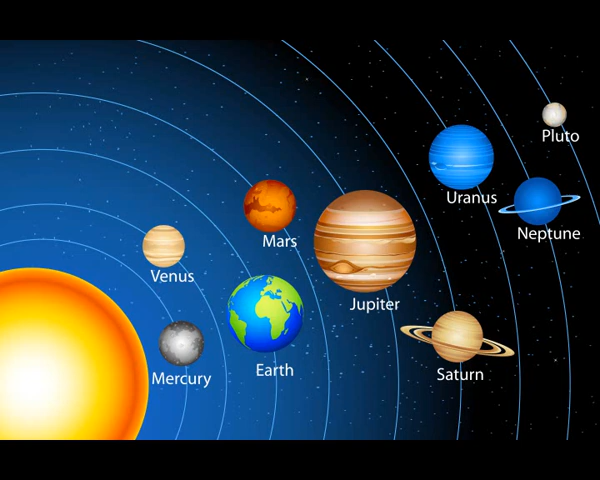 Pluto
Uranus
Neptune
Mars
Venus
Jupiter
Earth
Saturn
Mercury